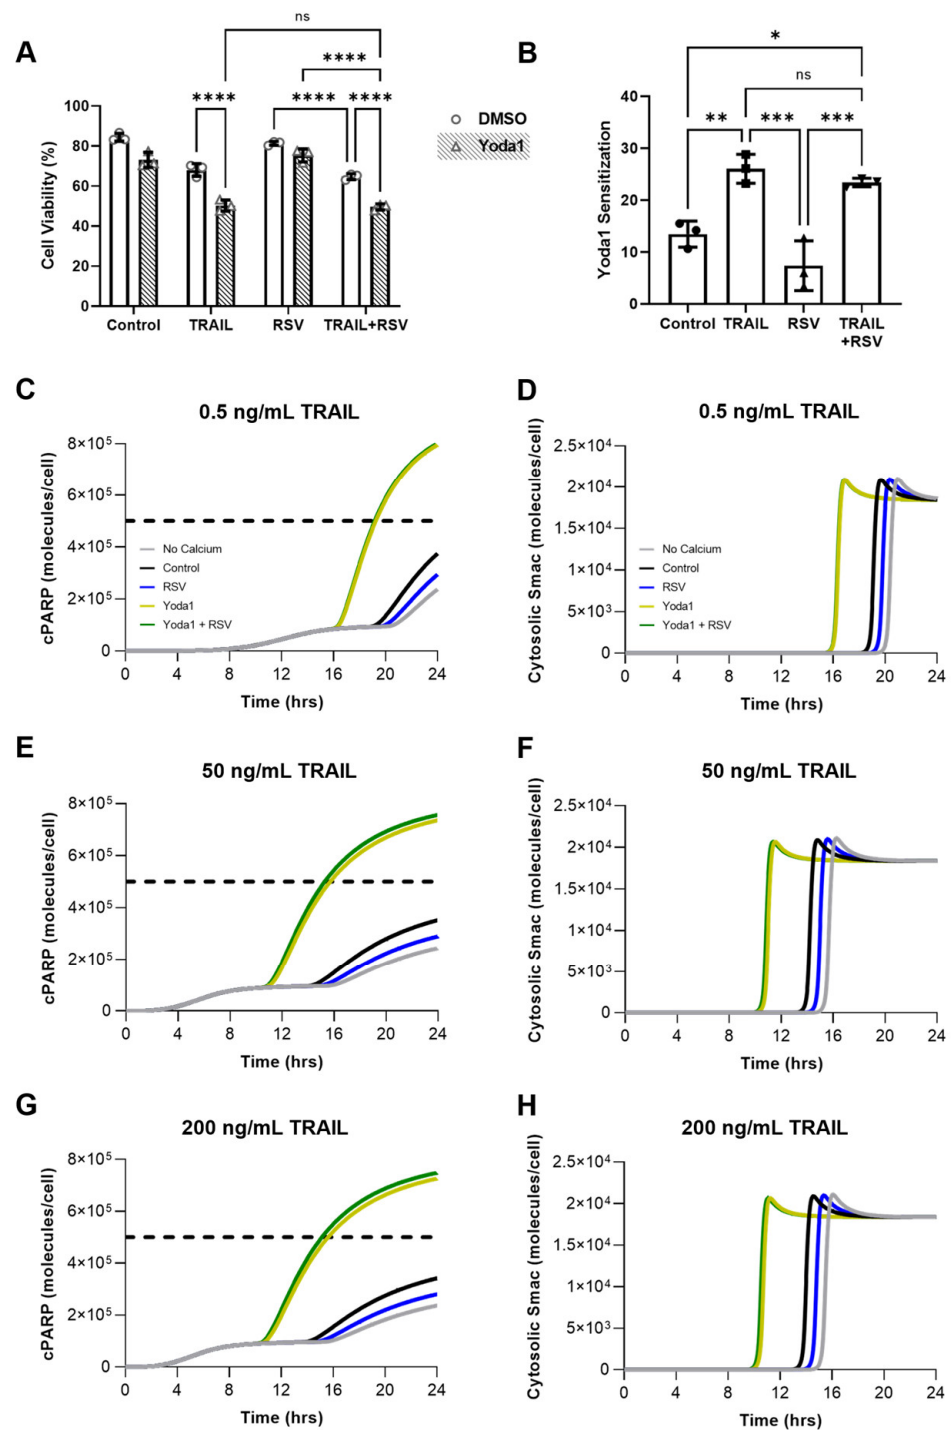 A
ns
****
****
****
****
Cell Viability (%)
100
80
60
40
20
0
Control
TRAIL
RSV
TRAIL+RSV
DMSO
Yoda1
B
*
ns
**
***
***
Yoda1 Sensitization
40
30
20
10
0
Control
TRAIL
RSV
TRAIL
+RSV
C
0.5 ng/mL TRAIL
cPARP (molecules/cell)
8×10⁵
6×10⁵
4×10⁵
2×10⁵
0
No Calcium
Control
RSV
Yoda1
Yoda1 + RSV
0 4 8 12 16 20 24
Time (hrs)
D
0.5 ng/mL TRAIL
Cytosolic Smac (molecules/cell)
2.5×10⁴
2×10⁴
1.5×10⁴
1×10⁴
5×10³
0
No Calcium
Control
RSV
Yoda1
Yoda1 + RSV
0 4 8 12 16 20 24
Time (hrs)
E
50 ng/mL TRAIL
cPARP (molecules/cell)
8×10⁵
6×10⁵
4×10⁵
2×10⁵
0
0 4 8 12 16 20 24
Time (hrs)
F
50 ng/mL TRAIL
Cytosolic Smac (molecules/cell)
2.5×10⁴
2×10⁴
1.5×10⁴
1×10⁴
5×10³
0
0 4 8 12 16 20 24
Time (hrs)
G
200 ng/mL TRAIL
cPARP (molecules/cell)
8×10⁵
6×10⁵
4×10⁵
2×10⁵
0
0 4 8 12 16 20 24
Time (hrs)
H
200 ng/mL TRAIL
Cytosolic Smac (molecules/cell)
2.5×10⁴
2×10⁴
1.5×10⁴
1×10⁴
5×10³
0
0 4 8 12 16 20 24
Time (hrs)